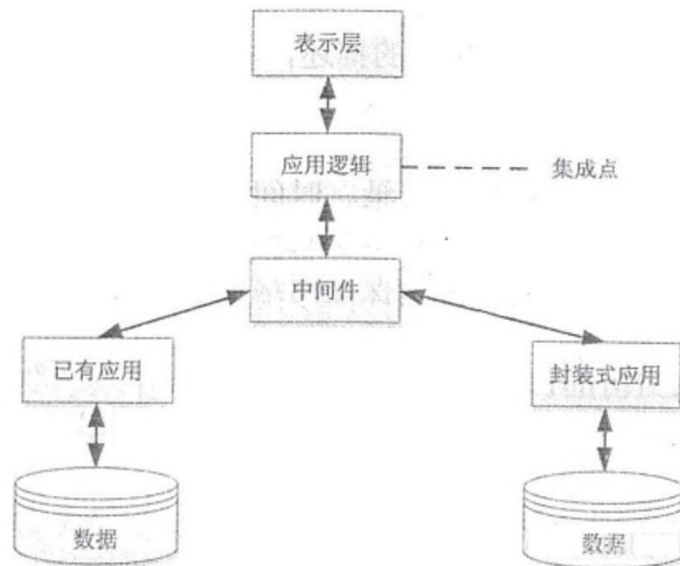 表示层
应用逻辑
集成点
中间件
已有应用
封装式应用
数据
数据